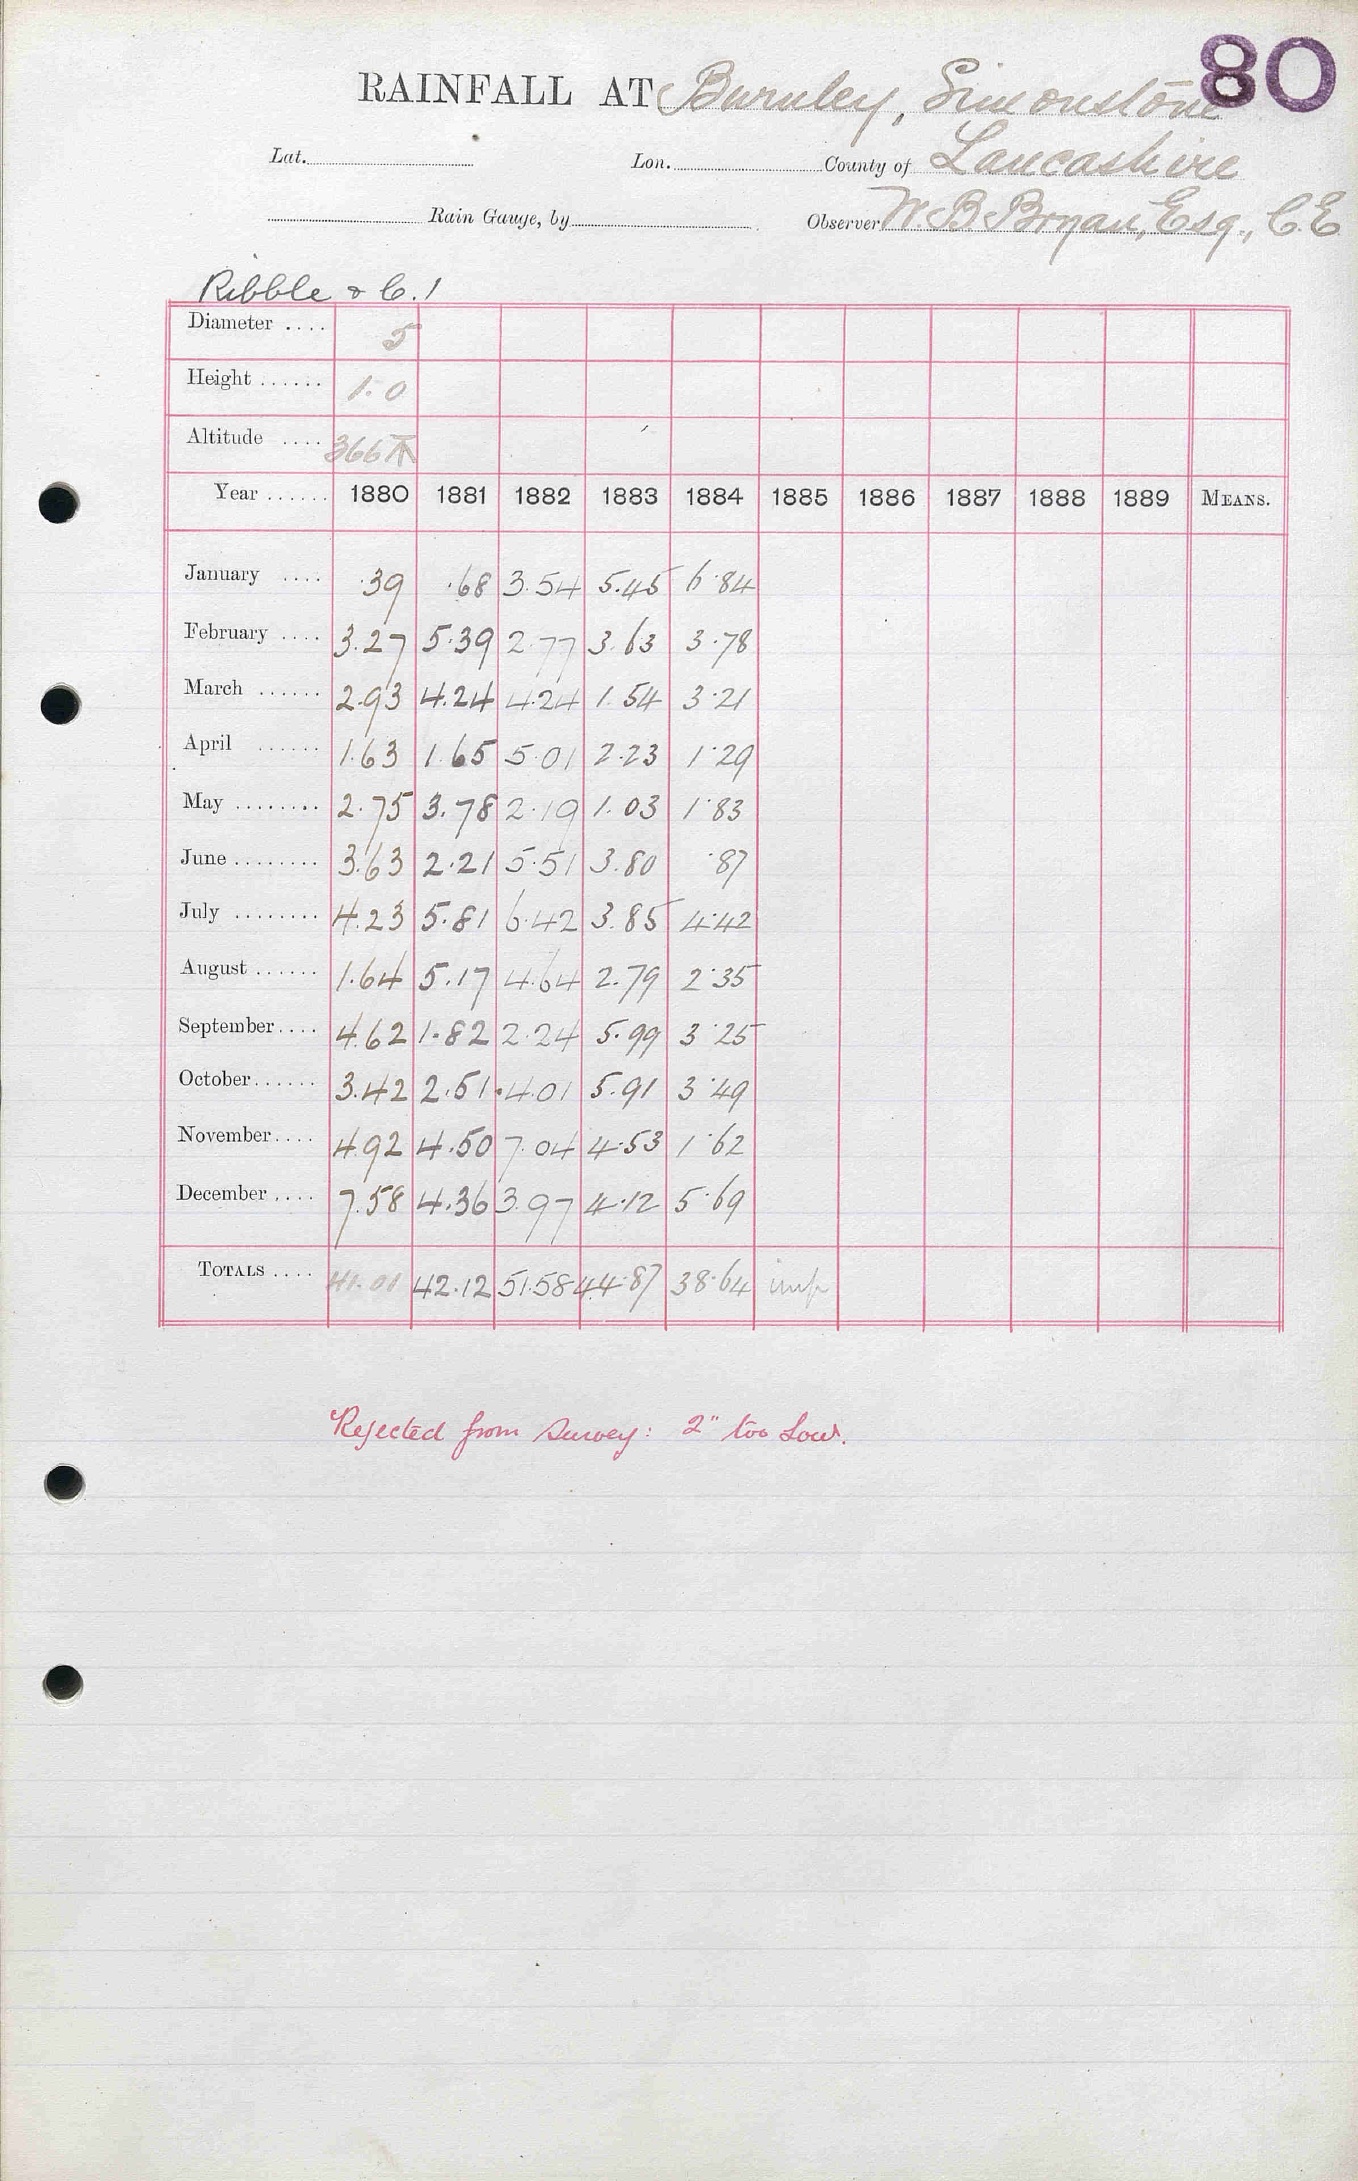 80
RAINFALL AT Burnley, Simonstone
Lat. Lon. County of Lancashire
Rain Gauge, by Observer W. B. Bryan, Esq., C.E.
Ribble & C. 1
Diameter .... 5
Height ...... 1.0
Altitude .... 366
Year ...... 1880 1881 1882 1883 1884 1885 1886 1887 1888 1889 MEANS.
January .... .39 .68 3.54 5.45 6.84
February .... 3.27 5.39 2.77 3.63 3.78
March ...... 2.93 4.24 4.24 1.54 3.21
April ...... 1.63 1.65 5.01 2.23 1.29
May ........ 2.75 3.78 2.19 1.03 1.83
June ........ 3.63 2.21 5.51 3.80 .87
July ........ 4.23 5.81 6.42 3.85 4.42
August ...... 1.64 5.17 4.64 2.79 2.35
September .... 4.62 1.82 2.24 5.99 3.25
October ...... 3.42 2.51 4.01 5.91 3.49
November .... 4.92 4.50 7.04 4.53 1.62
December .... 7.58 4.36 3.97 4.12 5.69
TOTALS .... 41.01 42.12 51.58 44.87 38.64 imp
Rejected from survey: 2" too low.